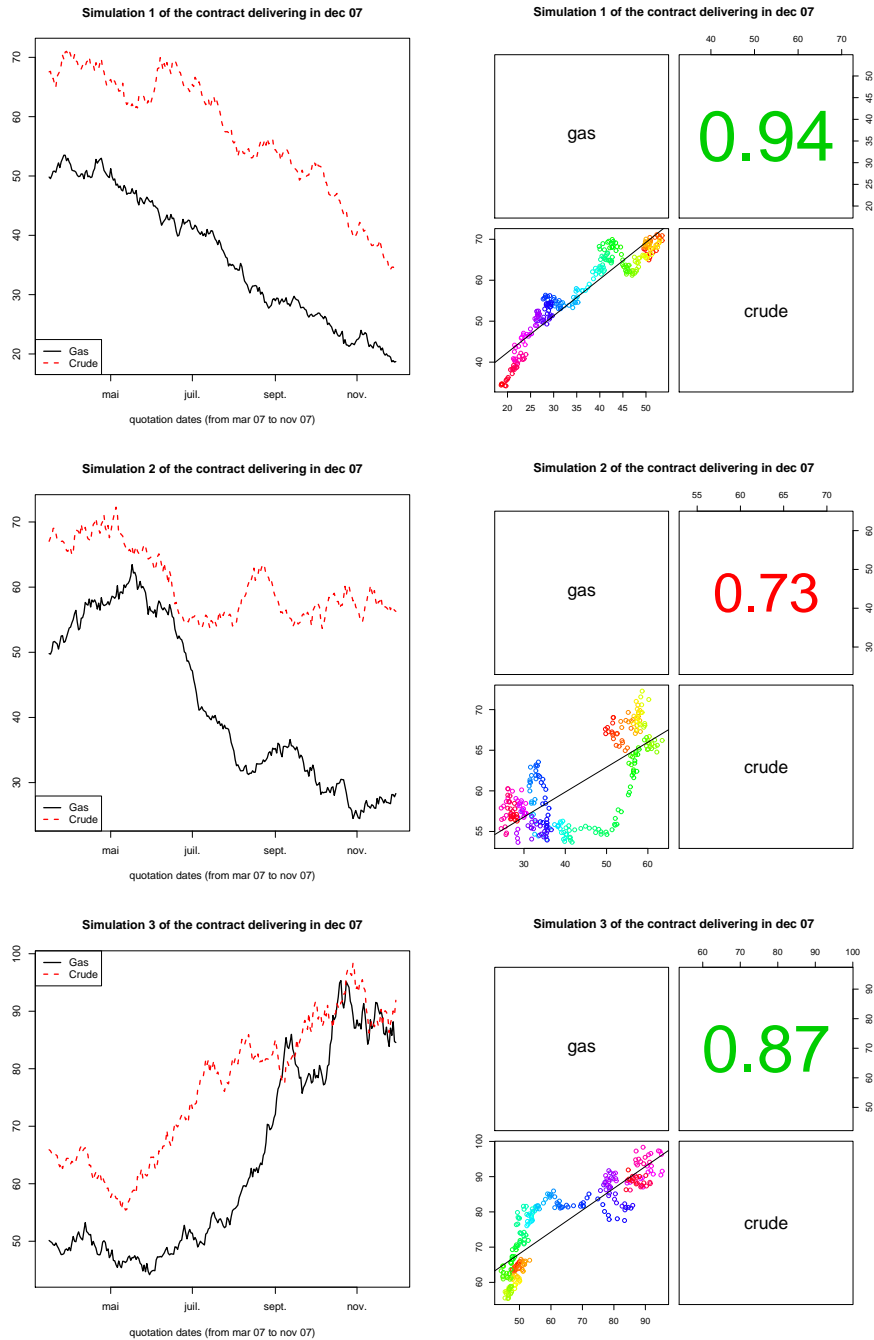 Simulation 1 of the contract delivering in dec 07
70
60
50
40
30
20
Gas
Crude
mai juil. sept. nov.
quotation dates (from mar 07 to nov 07)
Simulation 1 of the contract delivering in dec 07
40 50 60 70
gas
0.94
50
45
40
35
30
25
20
70
60
50
40
crude
20 25 30 35 40 45 50
Simulation 2 of the contract delivering in dec 07
70
60
50
40
30
Gas
Crude
mai juil. sept. nov.
quotation dates (from mar 07 to nov 07)
Simulation 2 of the contract delivering in dec 07
55 60 65 70
gas
0.73
60
50
40
30
70
65
60
55
crude
30 40 50 60
Simulation 3 of the contract delivering in dec 07
Gas
Crude
100
90
80
70
60
50
mai juil. sept. nov.
quotation dates (from mar 07 to nov 07)
Simulation 3 of the contract delivering in dec 07
60 70 80 90 100
gas
0.87
90
80
70
60
50
100
90
80
70
60
crude
50 60 70 80 90